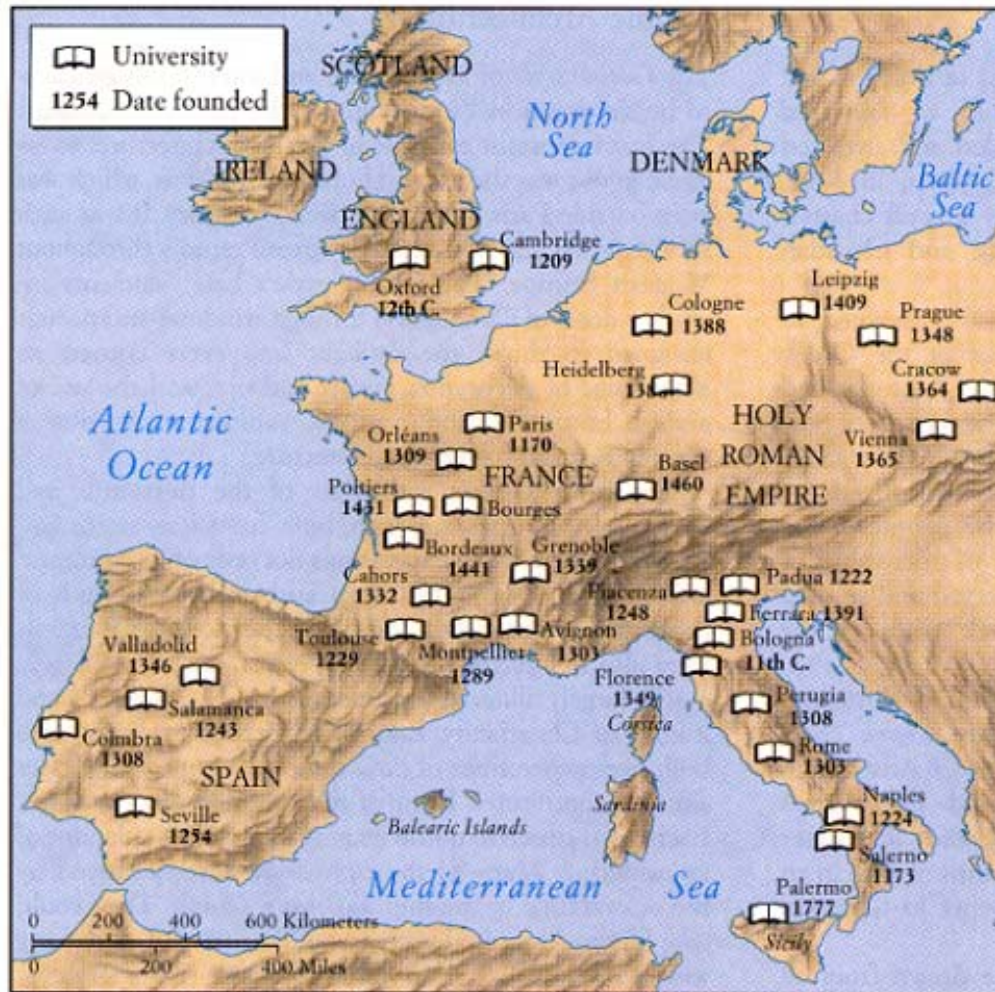 University
1254 Date founded
SCOTLAND
North
Sea
DENMARK
IRELAND
Baltic
Sea
ENGLAND
Cambridge
1209
Oxford
12th C.
Leipzig
1409
Cologne
1388
Prague
1348
Heidelberg
Cracow
1364
Atlantic
Ocean
Paris
1170
HOLY
ROMAN
EMPIRE
Vienna
1365
Orléans
1309
FRANCE
Basel
1460
Poitiers
1431
Bourges
Bordeaux
1441
Grenoble
1339
Cahors
1332
Piacenza
1248
Padua 1222
Ferrara 1391
Toulouse
1229
Montpellier
1289
Avignon
1303
Bologna
11th C.
Valladolid
1346
Florence
1349
Corsica
Salamanca
1243
Perugia
1308
Coimbra
1308
Rome
1303
SPAIN
Sardinia
Naples
1224
Seville
1254
Balearic Islands
Salerno
1173
Mediterranean Sea
Palermo
1777
Sicily
0 200 400 600 Kilometers
0 200 400 Miles